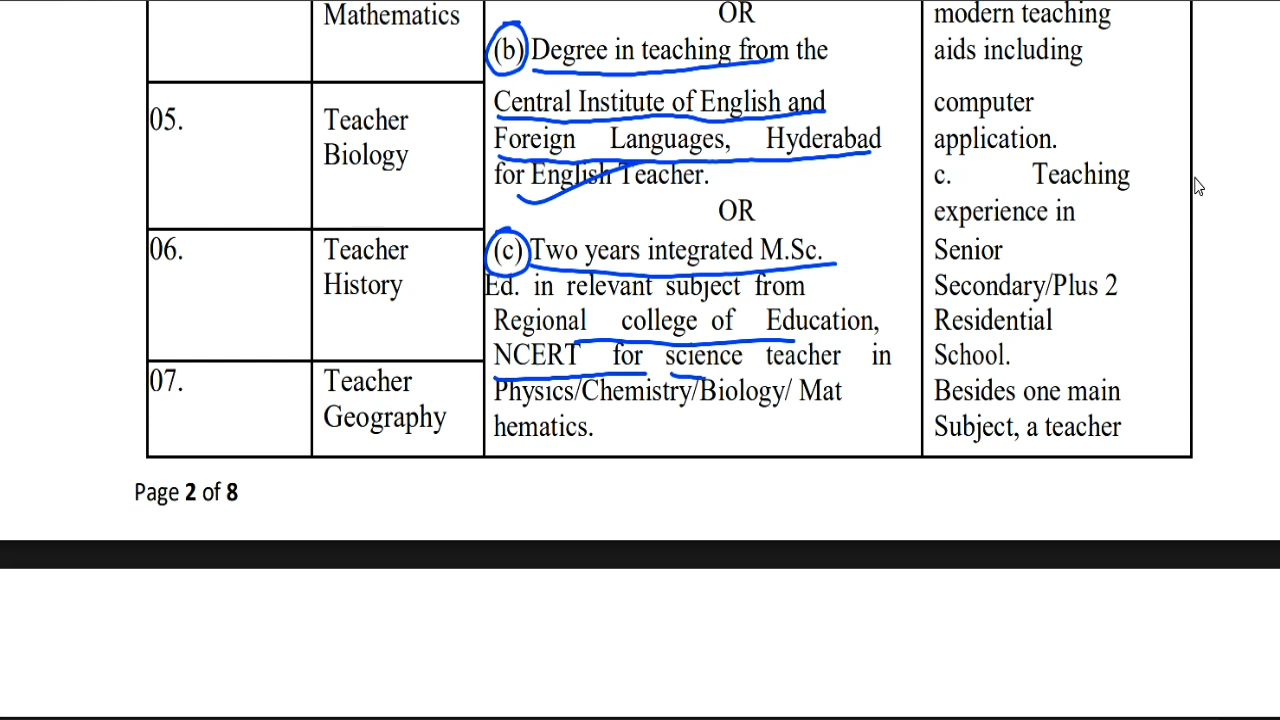 Mathematics
OR
(b) Degree in teaching from the
modern teaching
aids including
05.
Teacher
Biology
Central Institute of English and
Foreign Languages, Hyderabad
for English Teacher.
OR
computer
application.
c. Teaching
experience in
06.
Teacher
History
(c) Two years integrated M.Sc.
Ed. in relevant subject from
Regional college of Education,
Senior
Secondary/Plus 2
Residential
07.
Teacher
Geography
NCERT for science teacher in
Physics/Chemistry/Biology/ Mat
hematics.
School.
Besides one main
Subject, a teacher
Page 2 of 8